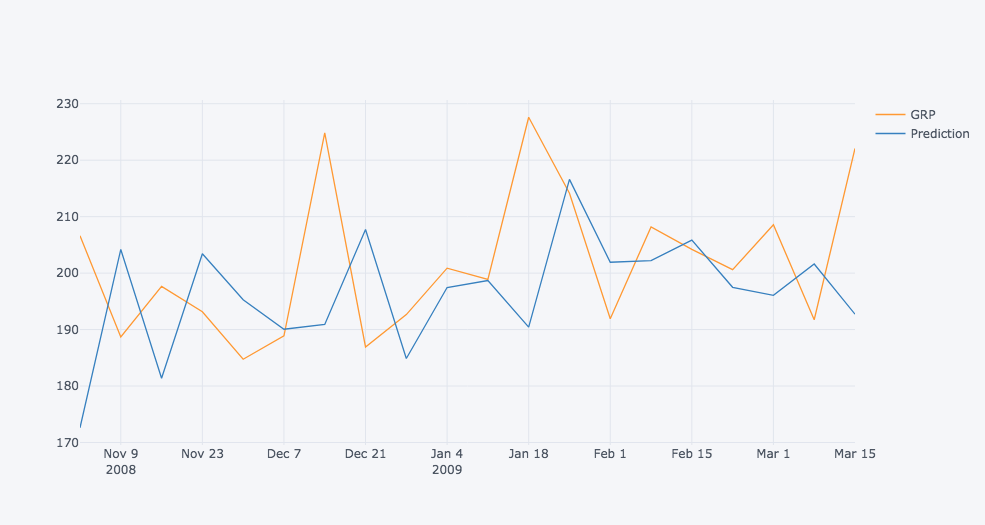 230
220
210
200
190
180
170
Nov 9
2008
Nov 23
Dec 7
Dec 21
Jan 4
2009
Jan 18
Feb 1
Feb 15
Mar 1
Mar 15
GRP
Prediction